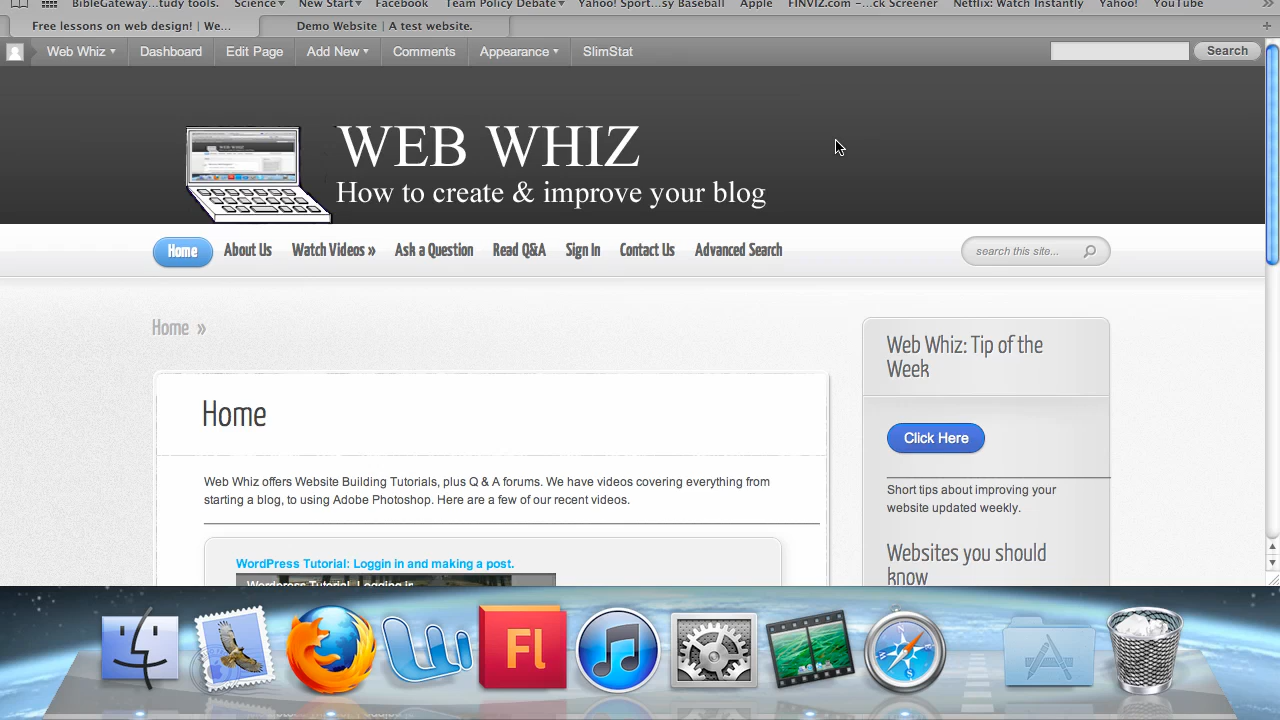 BibleGateway...tudy tools. Science New Start Facebook Team Policy Debate Yahoo! Sport...sy Baseball Apple FINVIZ.com -...ck Screener Netflix: Watch Instantly Yahoo! YouTube
Free lessons on web design! | We... Demo Website | A test website.
Web Whiz Dashboard Edit Page Add New Comments Appearance SlimStat Search
WEB WHIZ
How to create & improve your blog
Home About Us Watch Videos » Ask a Question Read Q&A Sign In Contact Us Advanced Search search this site...
Home »
Web Whiz: Tip of the
Week
Home
Click Here
Web Whiz offers Website Building Tutorials, plus Q & A forums. We have videos covering everything from
starting a blog, to using Adobe Photoshop. Here are a few of our recent videos.
Short tips about improving your
website updated weekly.
Websites you should
know
WordPress Tutorial: Loggin in and making a post.
Wordpress Tutorial, Logging in
Fl